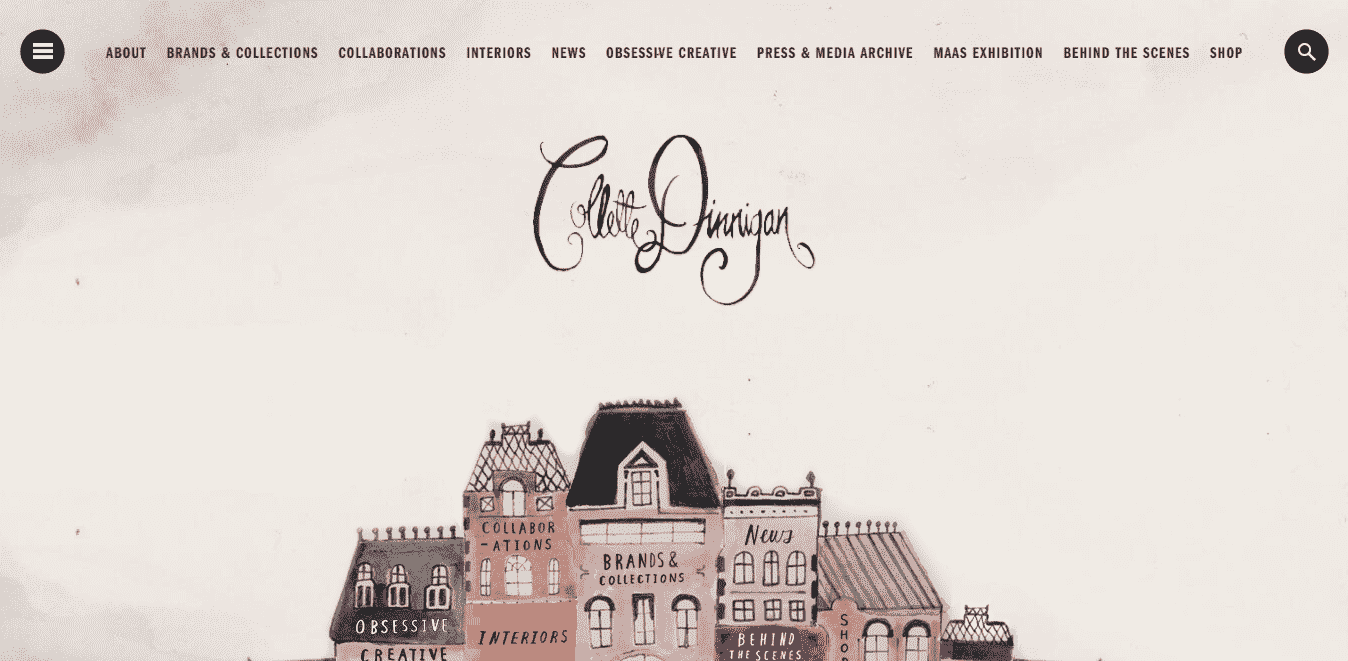 ABOUT BRANDS & COLLECTIONS COLLABORATIONS INTERIORS NEWS OBSESSIVE CREATIVE PRESS & MEDIA ARCHIVE MAAS EXHIBITION BEHIND THE SCENES SHOP
Collette Dinnigan
COLLABOR
-ATIONS
News
BRANDS &
COLLECTIONS
OBSESSIVE
CREATIVE
INTERIORS
BEHIND
THE SCENES
SHOP